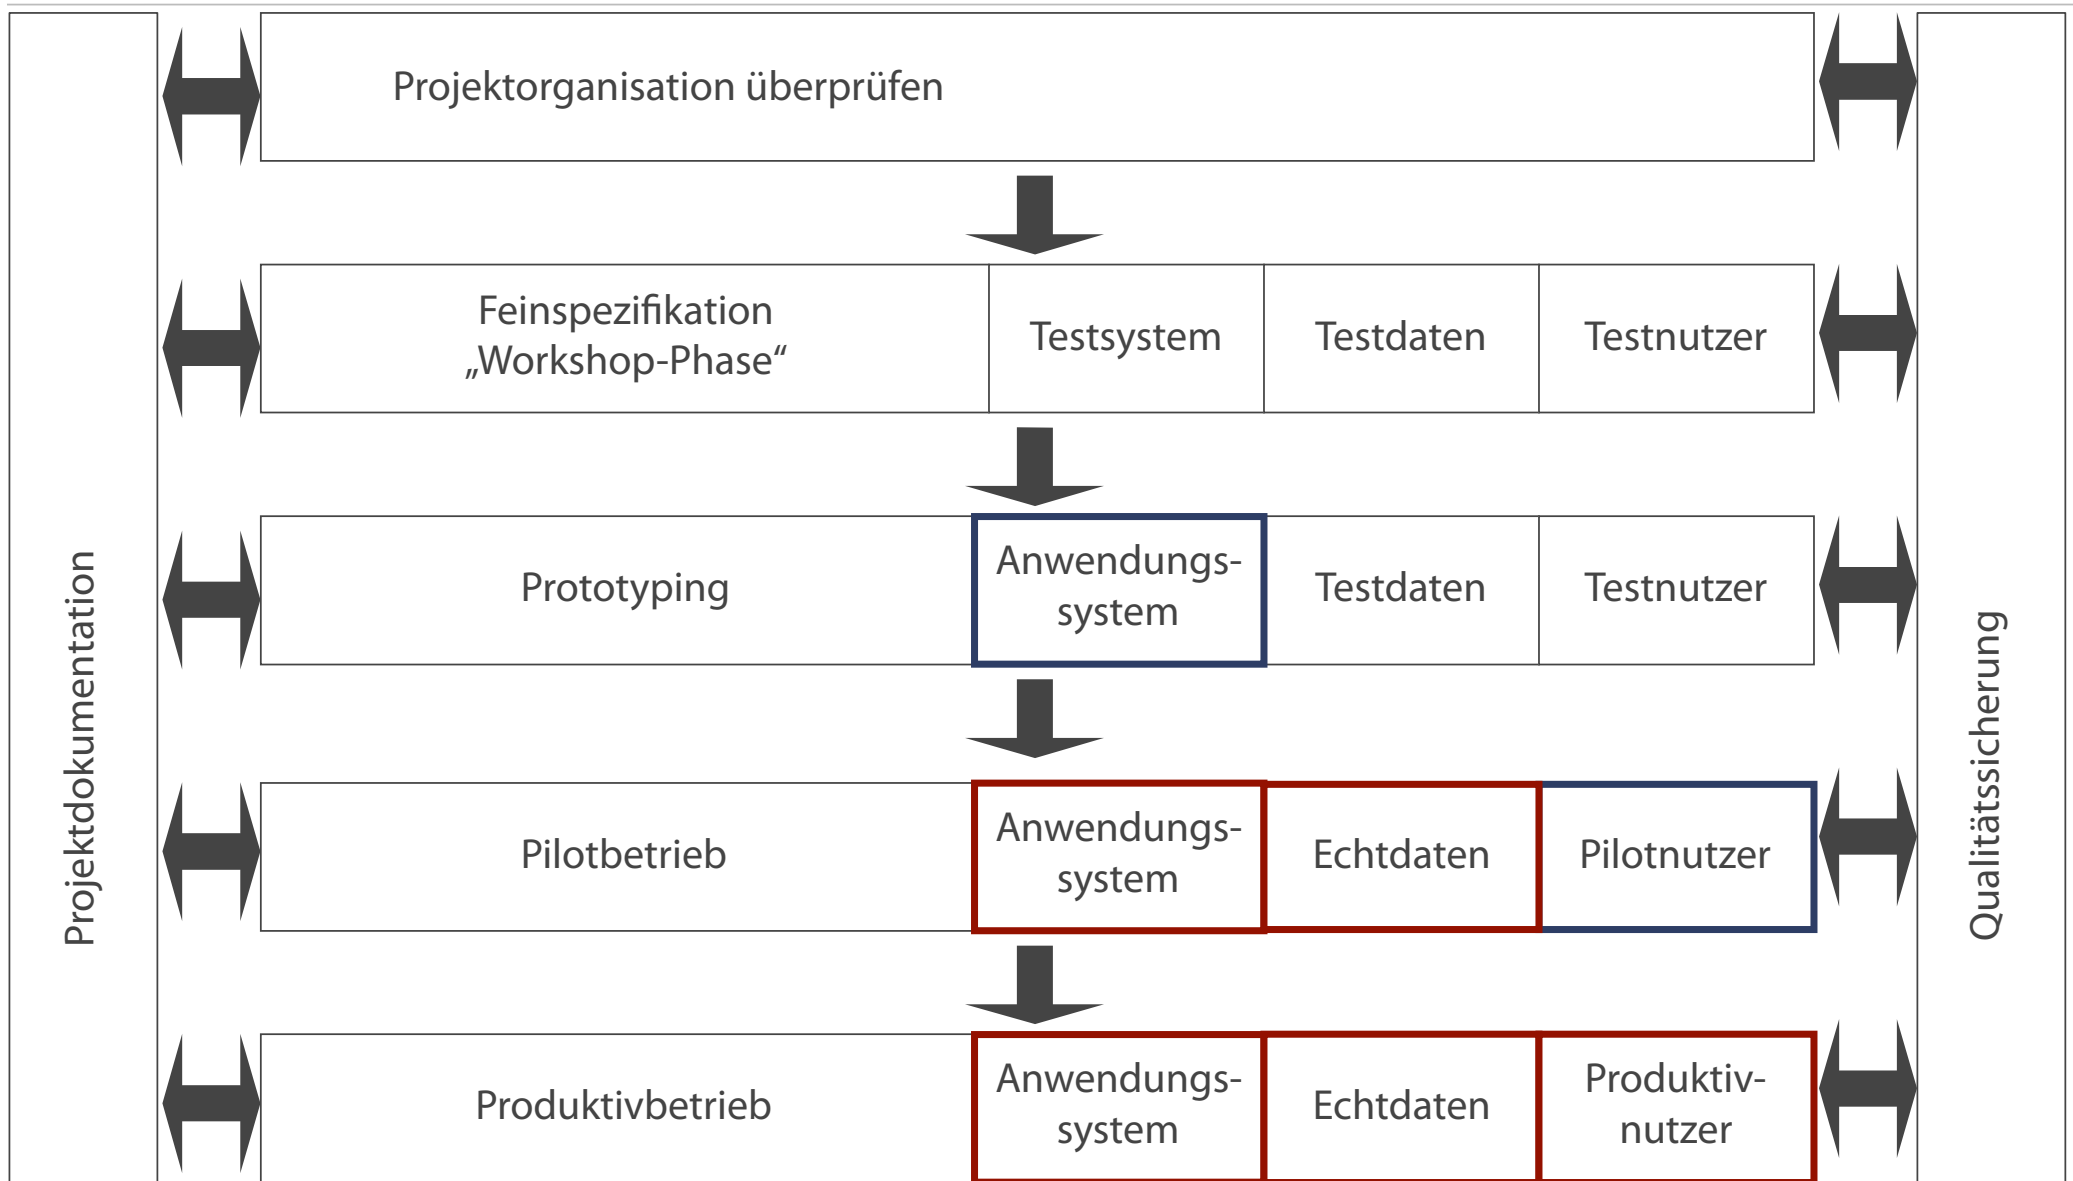 Projektorganisation überprüfen
Feinspezifikation
„Workshop-Phase“
Testsystem
Testdaten
Testnutzer
Prototyping
Anwendungs-
system
Testdaten
Testnutzer
Pilotbetrieb
Anwendungs-
system
Echtdaten
Pilotnutzer
Produktivbetrieb
Anwendungs-
system
Echtdaten
Produktiv-
nutzer
Projektdokumentation
Qualitätssicherung